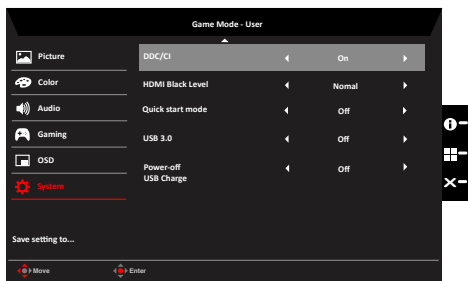 Game Mode - User
Picture
Color
Audio
Gaming
OSD
System
DDC/CI On
HDMI Black Level Nomal
Quick start mode Off
USB 3.0 Off
Power-off
USB Charge Off
Save setting to...
Move Enter